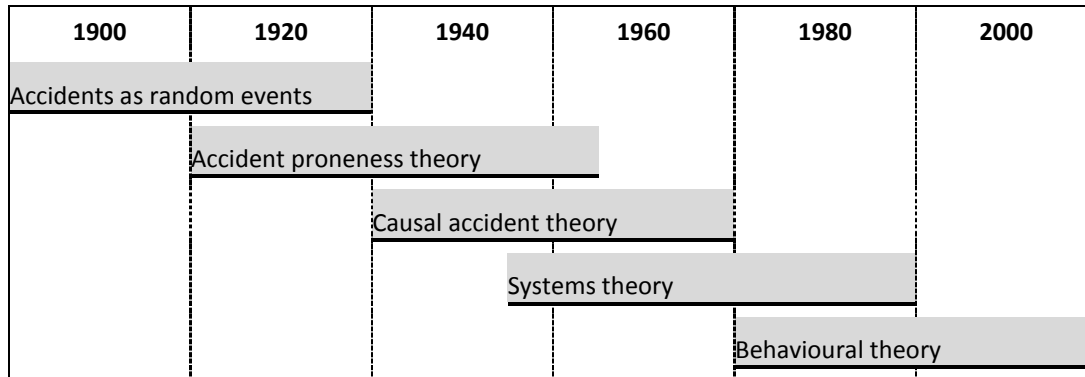 1900 1920 1940 1960 1980 2000
Accidents as random events
Accident proneness theory
Causal accident theory
Systems theory
Behavioural theory